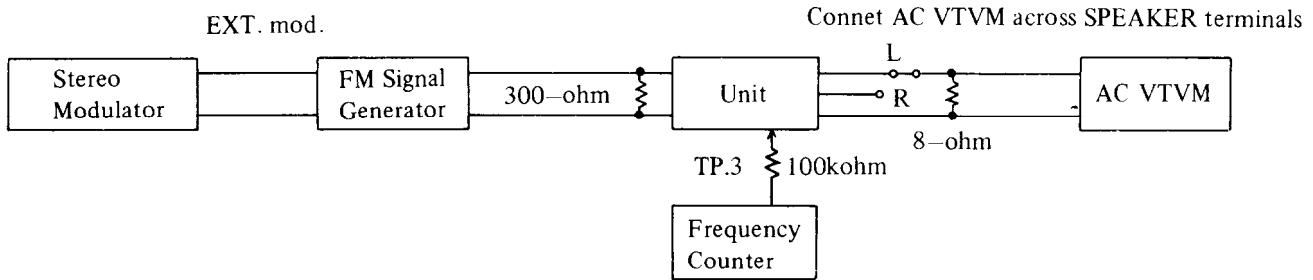 EXT. mod.
Connet AC VTVM across SPEAKER terminals
Stereo
Modulator
FM Signal
Generator
300-ohm
Unit
L
R
8-ohm
AC VTVM
TP.3
100kohm
Frequency
Counter